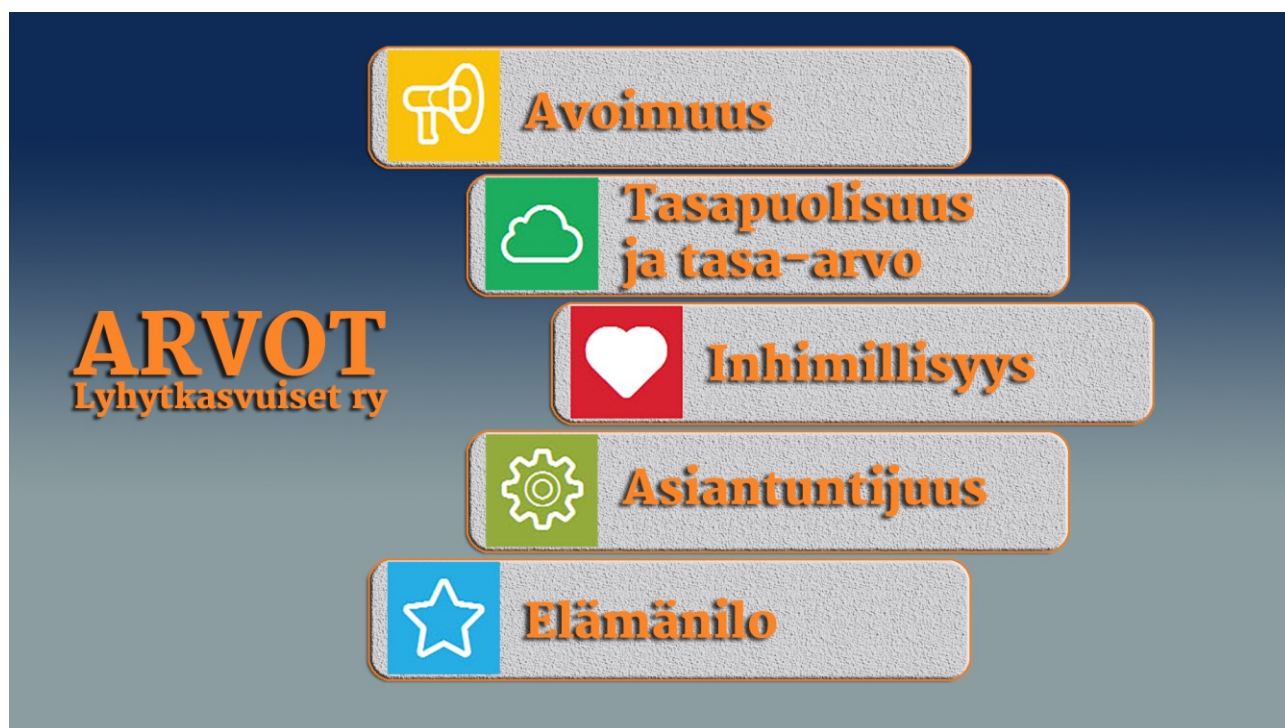 ARVOT
Lyhytkasvuiset ry
Avoimuus
Tasapuolisuus
ja tasa-arvo
Inhimillisyys
Asiantuntijuus
Elämänilo